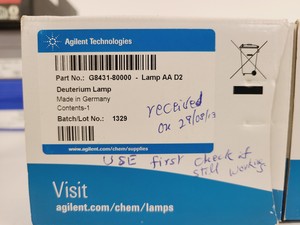 Agilent Technologies
Part No.: G8431-80000 - Lamp AA D2
Deuterium Lamp
Made in Germany
Contents-1
Batch/Lot No.: 1329
www.agilent.com/chem/supplies
received
on 29/08/13
USE first check if
still working
Visit
agilent.com/chem/lamps